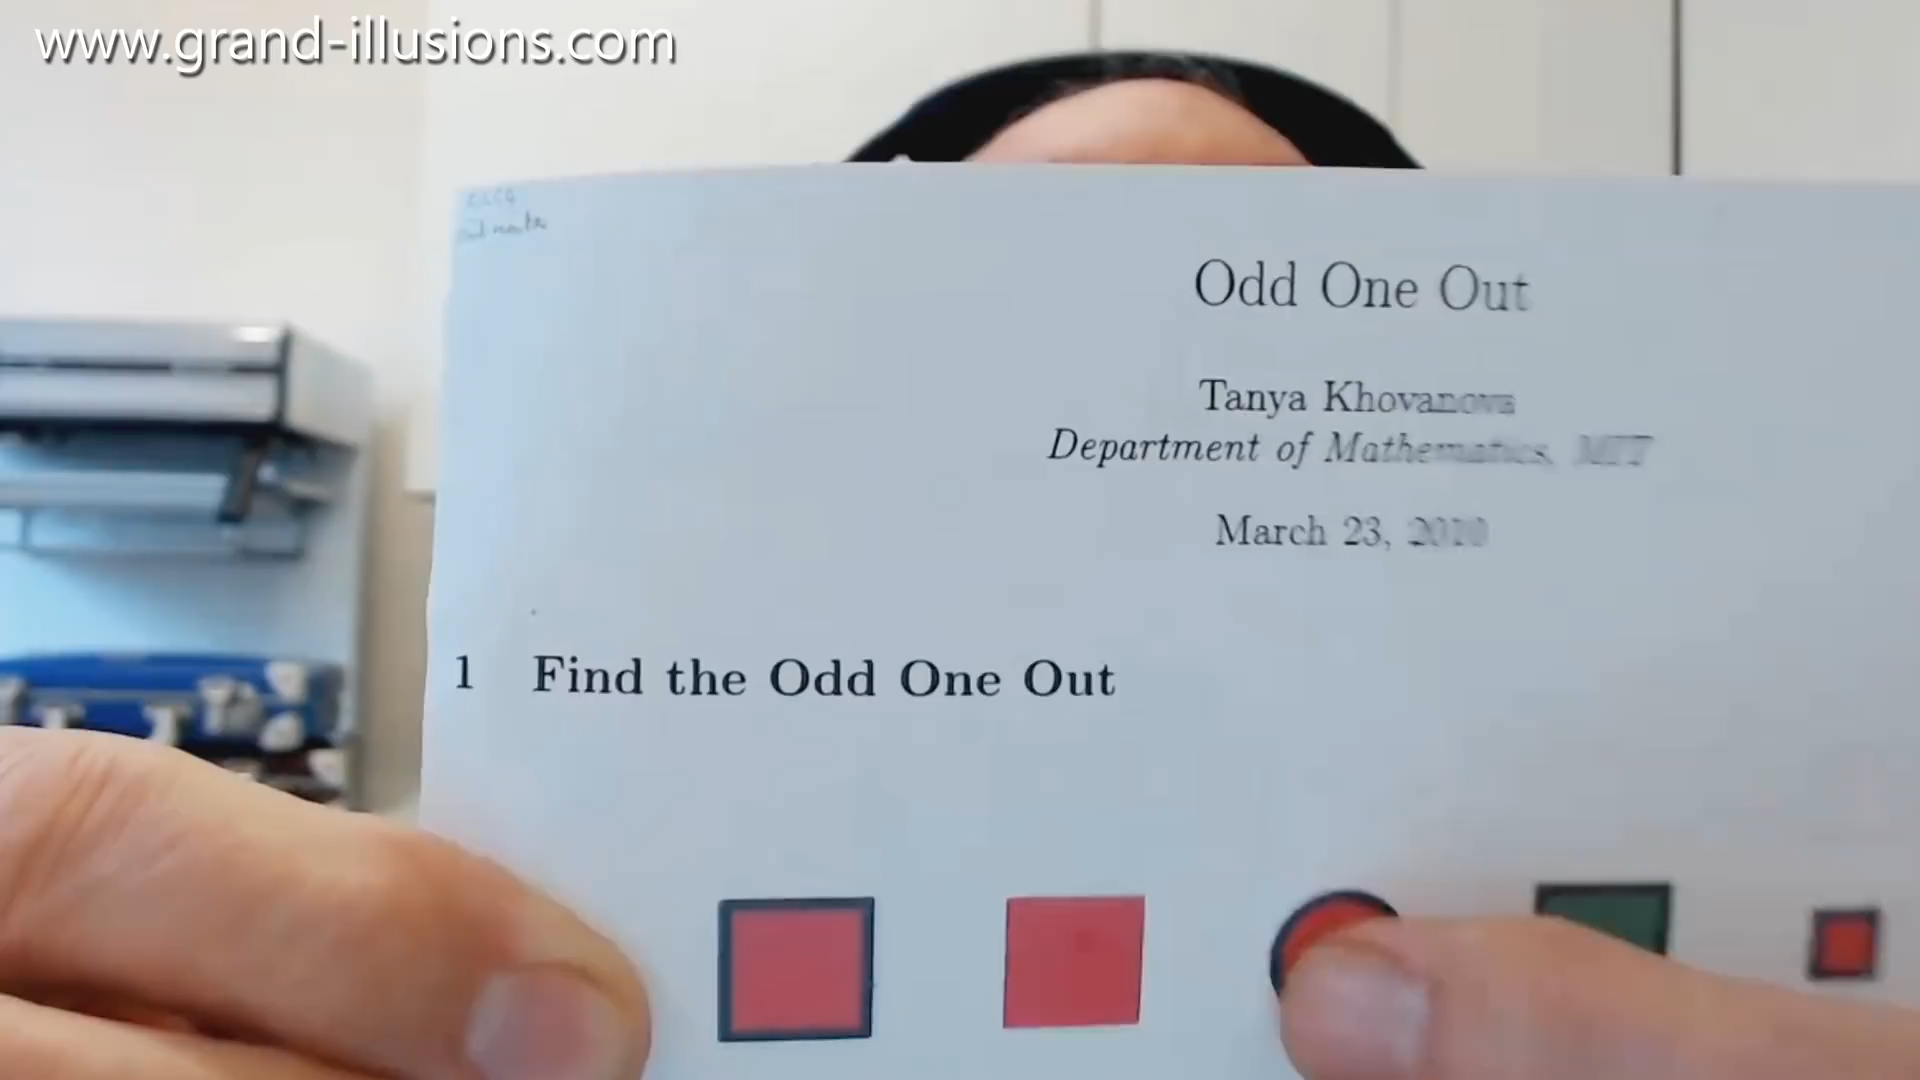 www.grand-illusions.com
Odd One Out
Tanya Khovanova
Department of Mathematics, MIT
March 23, 2010
1 Find the Odd One Out